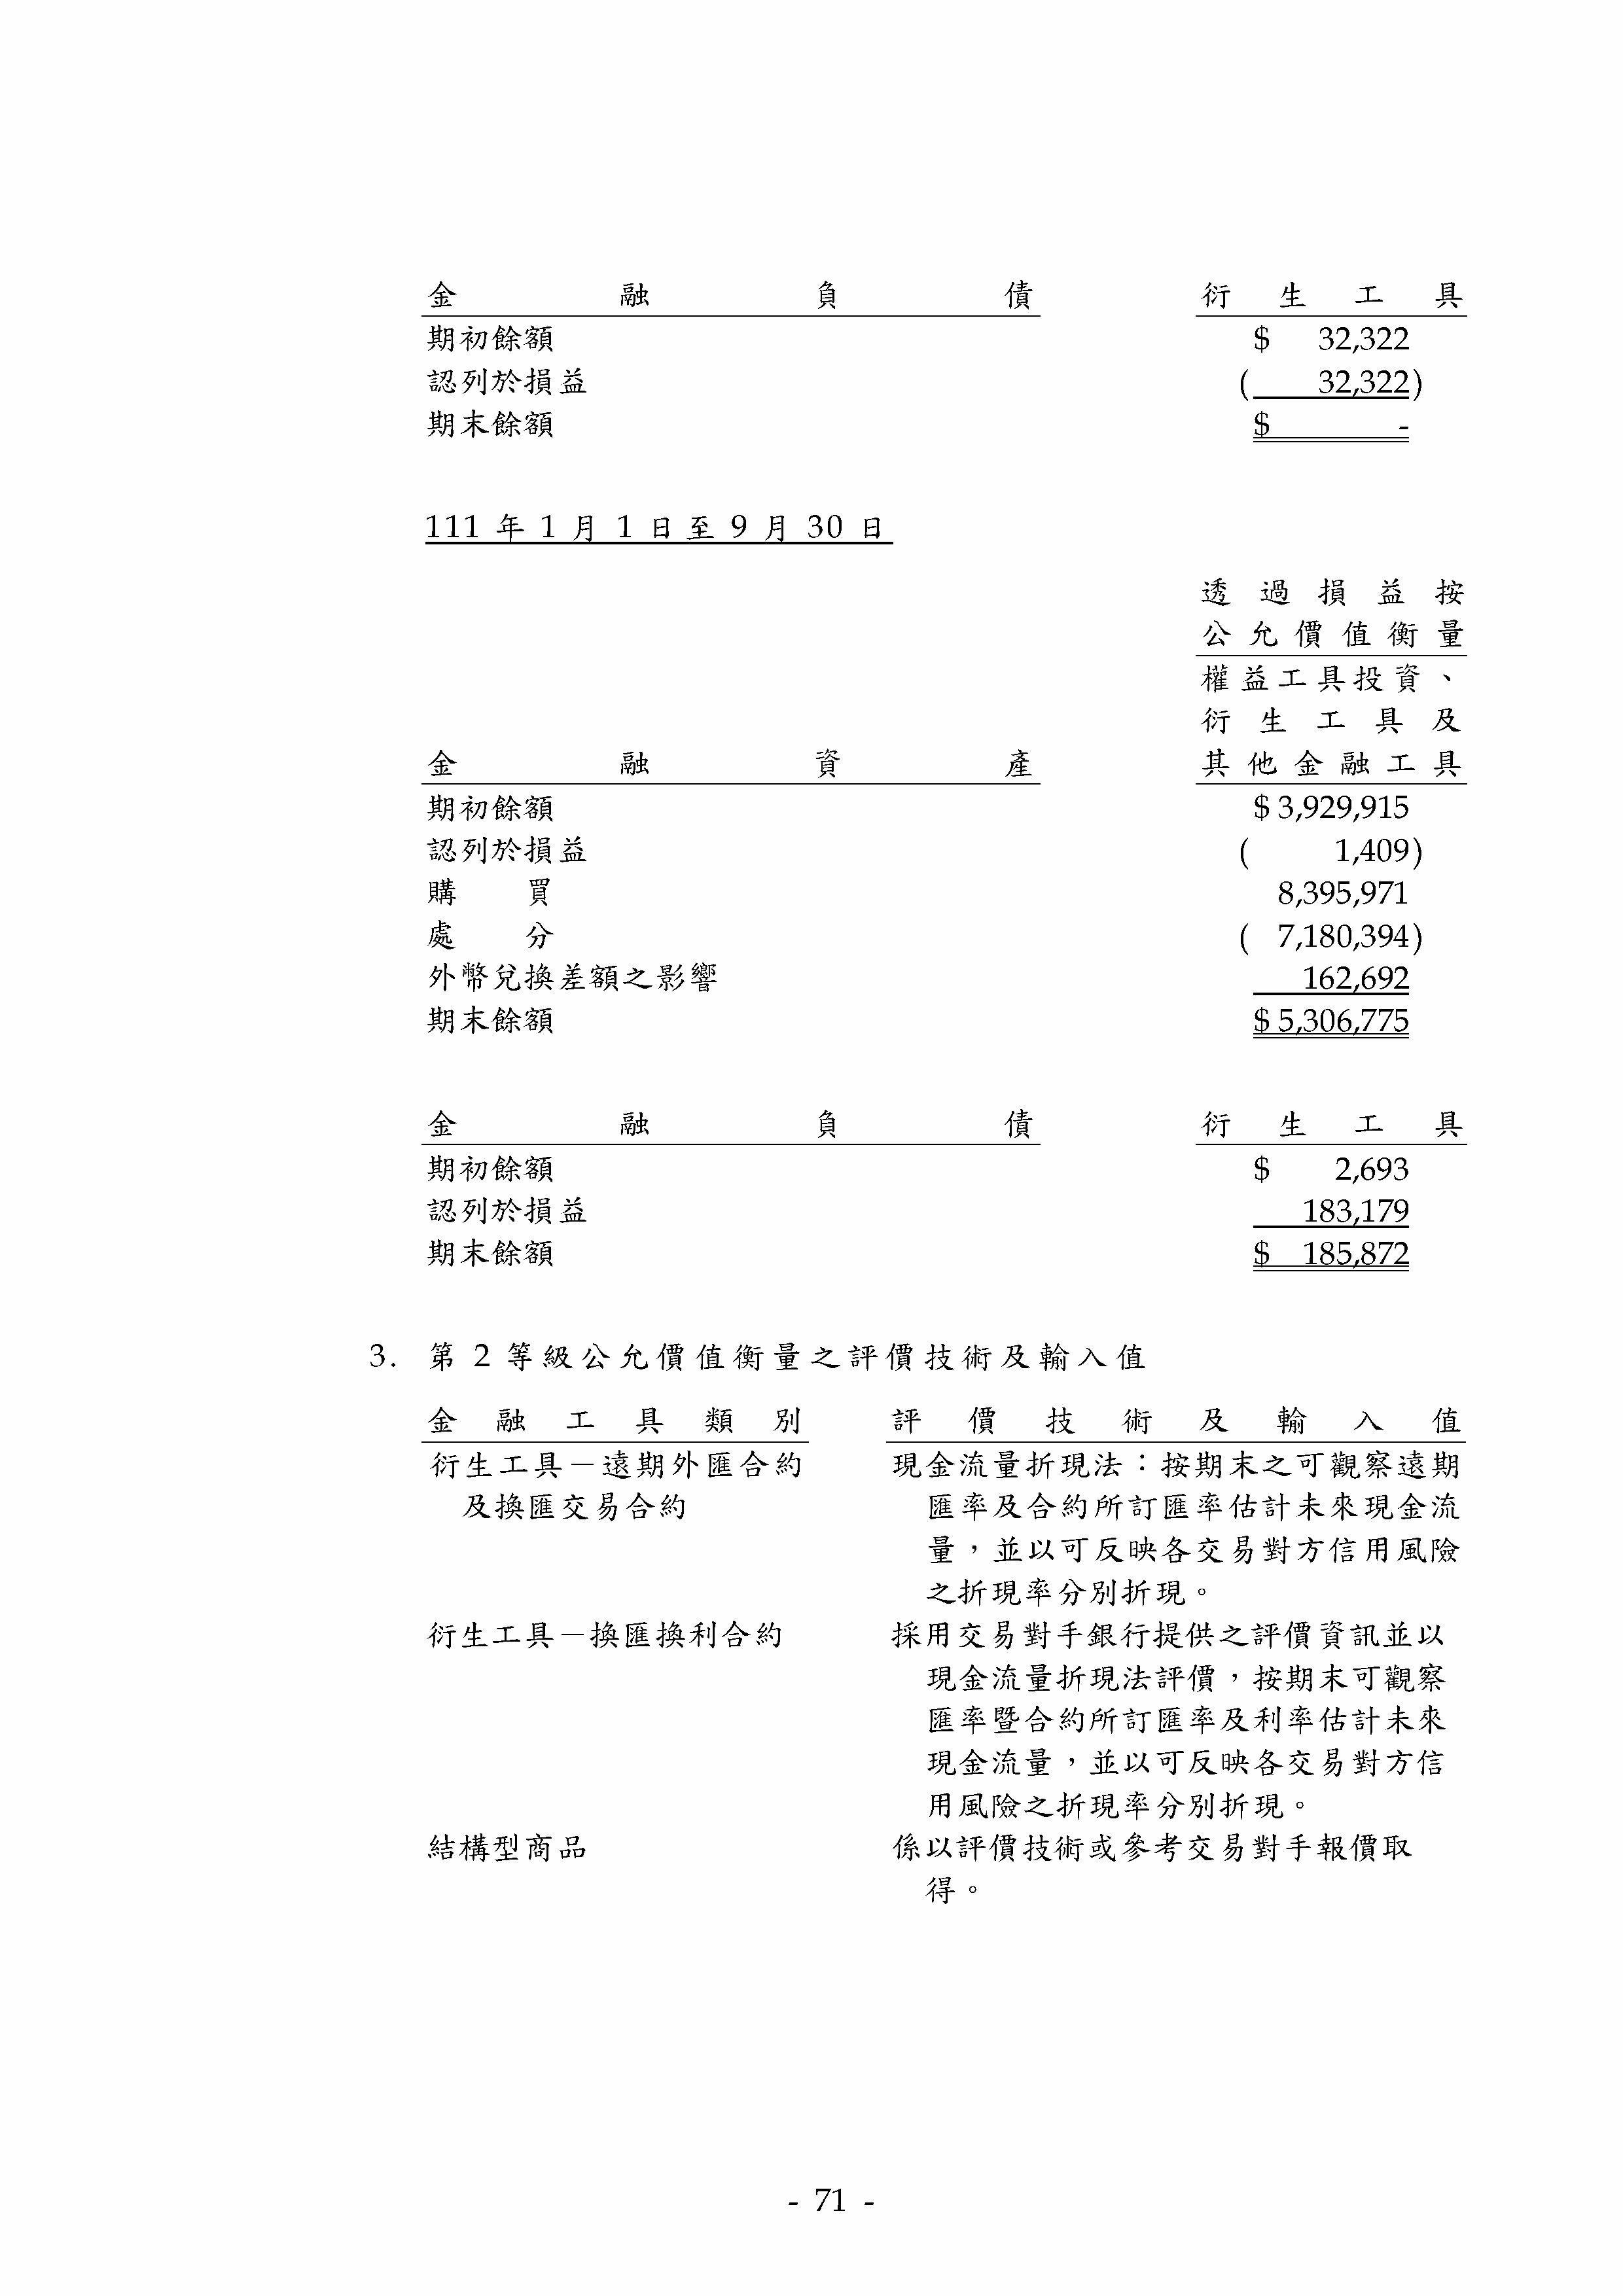 金融負債 衍生工具
期初餘額 $ 32,322
認列於損益 ( 32,322)
期末餘額 $ -
111 年 1 月 1 日至 9 月 30 日
透過損益按
公允價值衡量
權益工具投資、
衍生工具及
金融資產 其他金融工具
期初餘額 $ 3,929,915
認列於損益 ( 1,409)
購買 8,395,971
處分 ( 7,180,394)
外幣兌換差額之影響 162,692
期末餘額 $ 5,306,775
金融負債 衍生工具
期初餘額 $ 2,693
認列於損益 183,179
期末餘額 $ 185,872
3. 第 2 等級公允價值衡量之評價技術及輸入值
金融工具類別 評價技術及輸入值
衍生工具－遠期外匯合約 現金流量折現法：按期末之可觀察遠期
及換匯交易合約 匯率及合約所訂匯率估計未來現金流
量，並以可反映各交易對方信用風險
之折現率分別折現。
衍生工具－換匯換利合約 採用交易對手銀行提供之評價資訊並以
現金流量折現法評價，按期末可觀察
匯率暨合約所訂匯率及利率估計未來
現金流量，並以可反映各交易對方信
用風險之折現率分別折現。
結構型商品 係以評價技術或參考交易對手報價取
得。
- 71 -